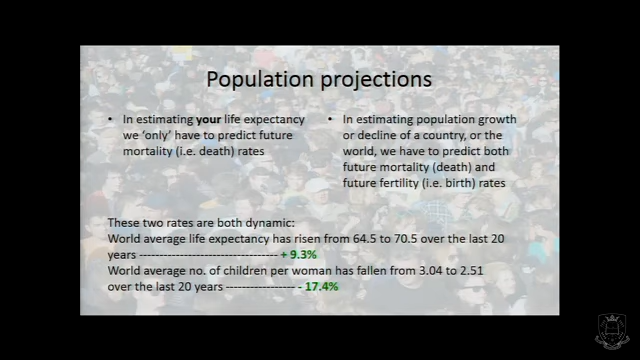 Population projections
• In estimating your life expectancy
we ‘only’ have to predict future
mortality (i.e. death) rates
• In estimating population growth
or decline of a country, or the
world, we have to predict both
future mortality (death) and
future fertility (i.e. birth) rates
These two rates are both dynamic:
World average life expectancy has risen from 64.5 to 70.5 over the last 20
years ---------------------------------- + 9.3%
World average no. of children per woman has fallen from 3.04 to 2.51
over the last 20 years ----------------- - 17.4%